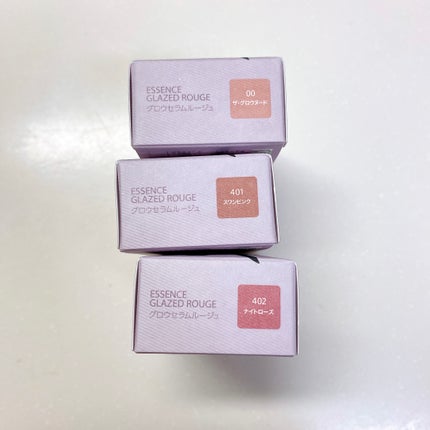 ESSENCE
GLAZED ROUGE
グロウセラムルージュ
00
ザ・グロウヌード
ESSENCE
GLAZED ROUGE
グロウセラムルージュ
401
スワンピンク
ESSENCE
GLAZED ROUGE
グロウセラムルージュ
402
ナイトローズ